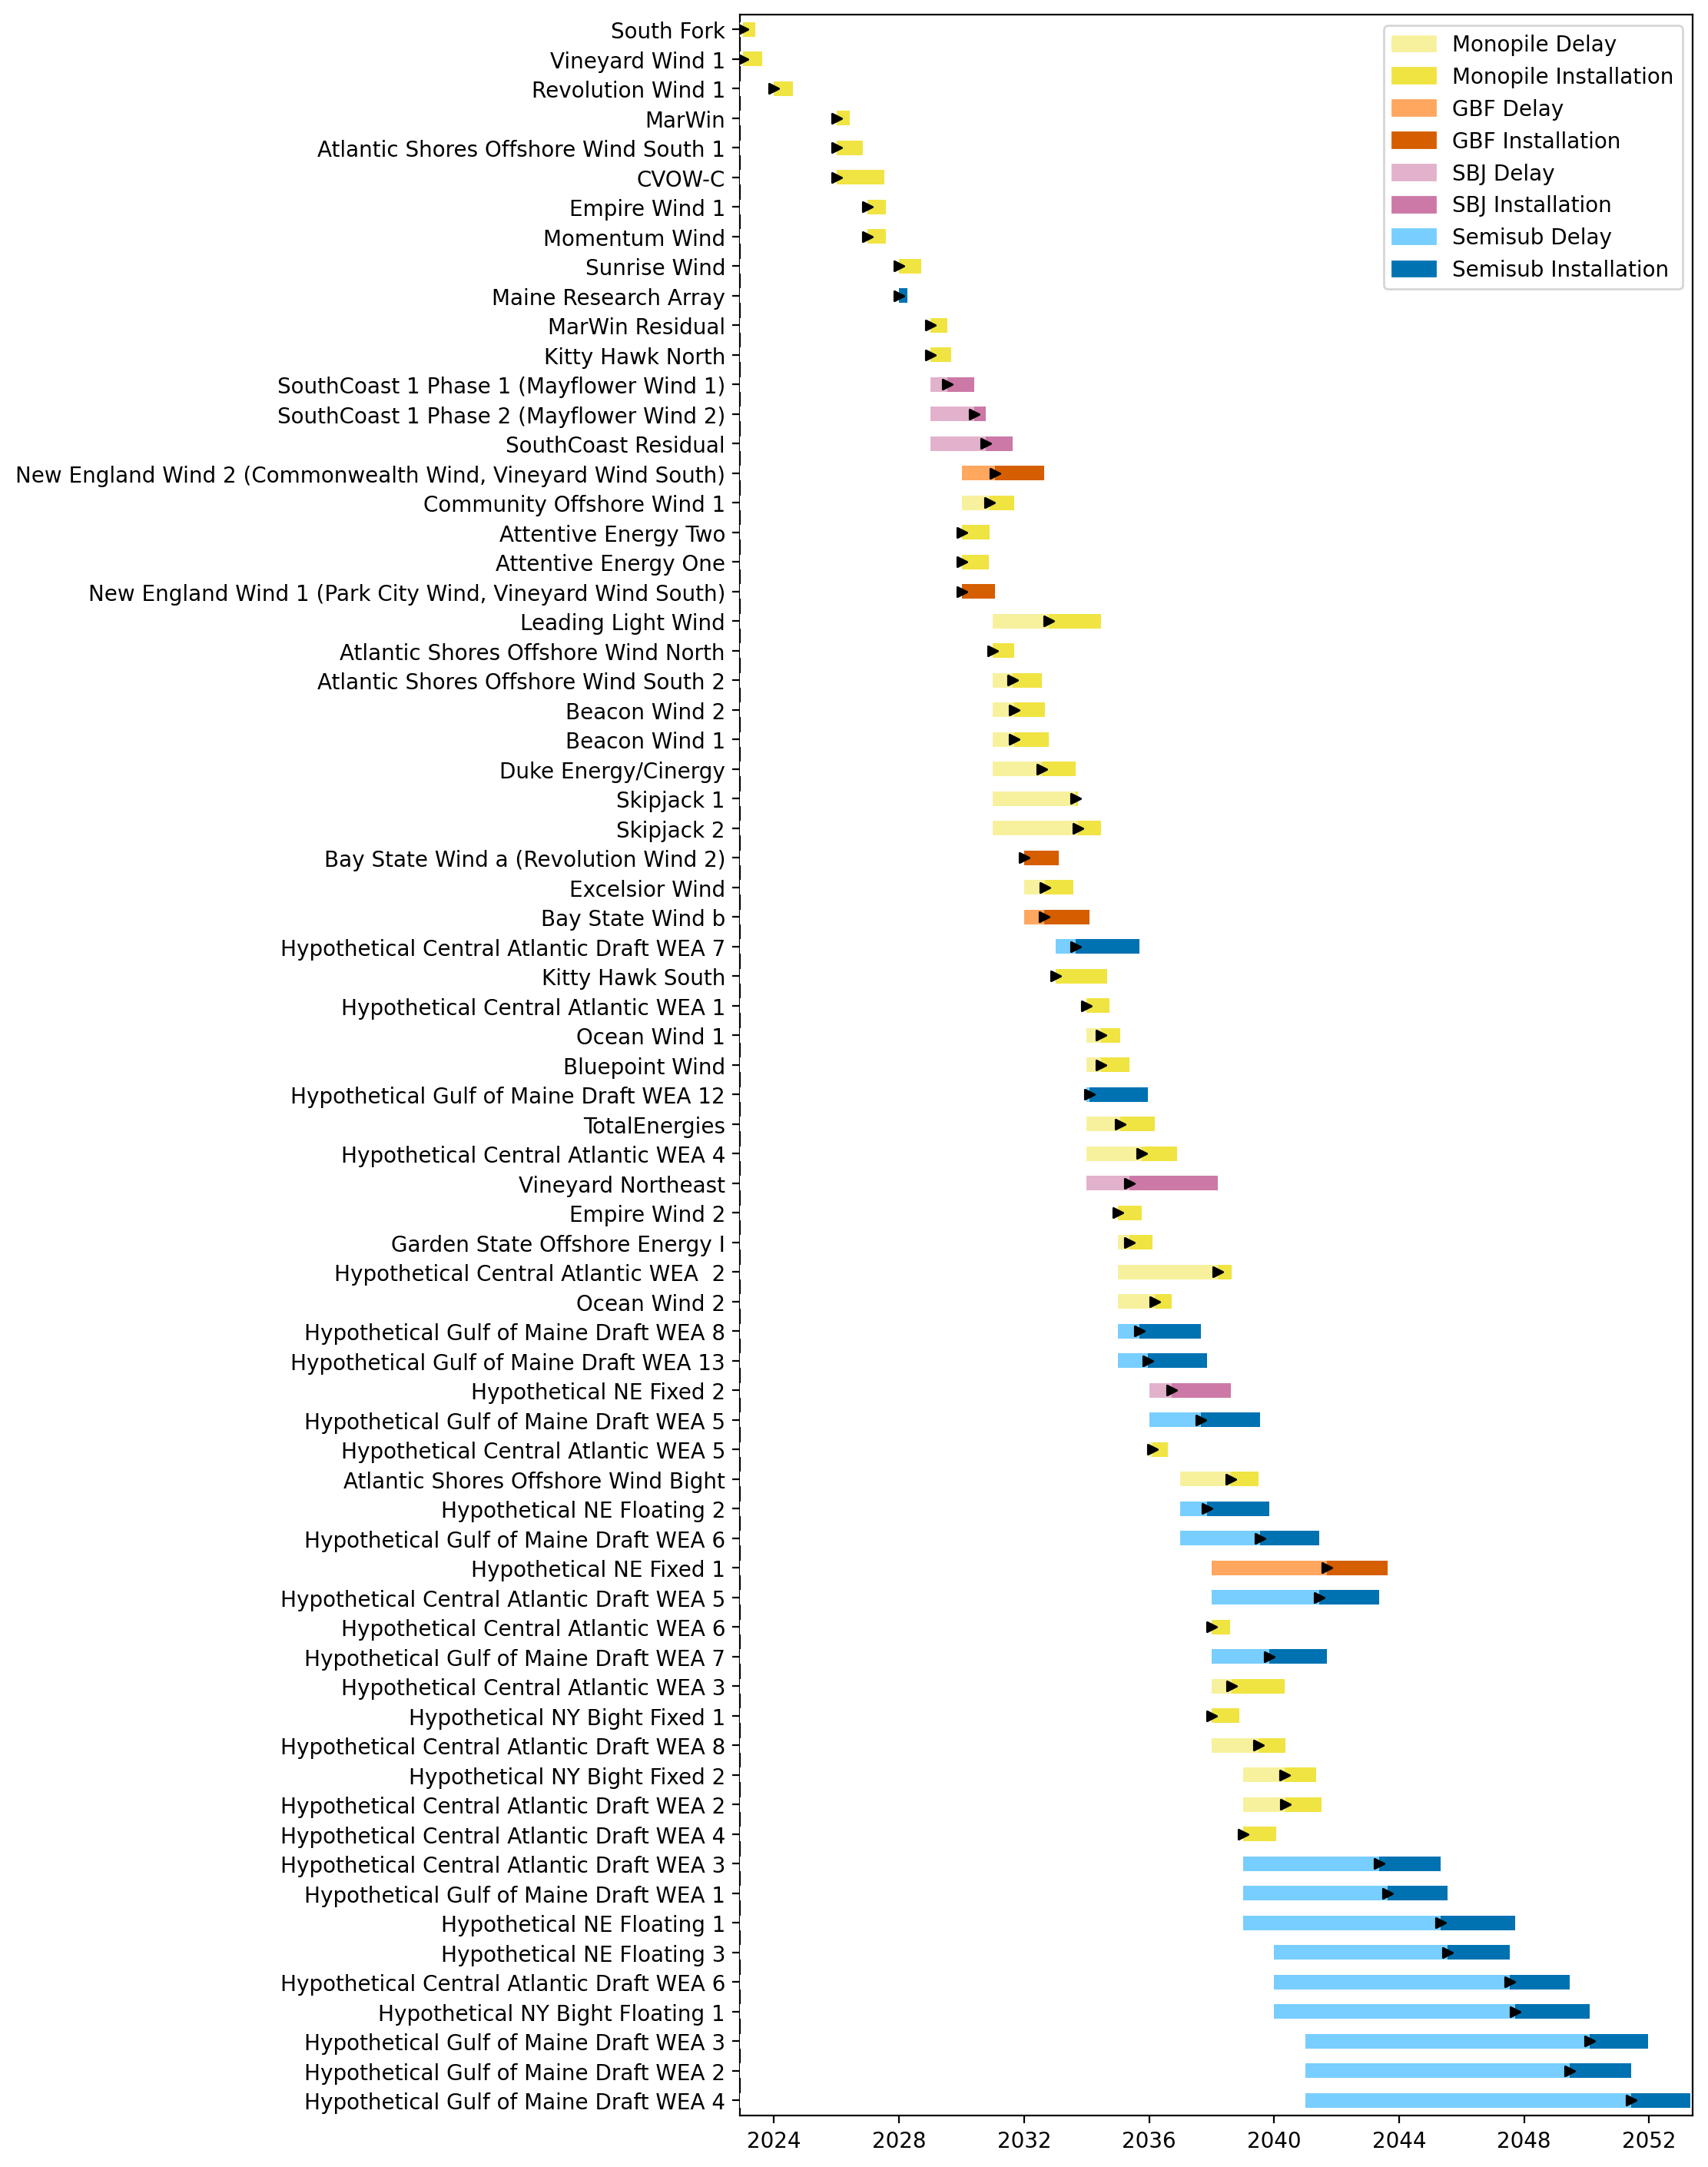 South Fork
Vineyard Wind 1
Revolution Wind 1
MarWin
Atlantic Shores Offshore Wind South 1
CVOW-C
Empire Wind 1
Momentum Wind
Sunrise Wind
Maine Research Array
MarWin Residual
Kitty Hawk North
SouthCoast 1 Phase 1 (Mayflower Wind 1)
SouthCoast 1 Phase 2 (Mayflower Wind 2)
SouthCoast Residual
New England Wind 2 (Commonwealth Wind, Vineyard Wind South)
Community Offshore Wind 1
Attentive Energy Two
Attentive Energy One
New England Wind 1 (Park City Wind, Vineyard Wind South)
Leading Light Wind
Atlantic Shores Offshore Wind North
Atlantic Shores Offshore Wind South 2
Beacon Wind 2
Beacon Wind 1
Duke Energy/Cinergy
Skipjack 1
Skipjack 2
Bay State Wind a (Revolution Wind 2)
Excelsior Wind
Bay State Wind b
Hypothetical Central Atlantic Draft WEA 7
Kitty Hawk South
Hypothetical Central Atlantic WEA 1
Ocean Wind 1
Bluepoint Wind
Hypothetical Gulf of Maine Draft WEA 12
TotalEnergies
Hypothetical Central Atlantic WEA 4
Vineyard Northeast
Empire Wind 2
Garden State Offshore Energy I
Hypothetical Central Atlantic WEA  2
Ocean Wind 2
Hypothetical Gulf of Maine Draft WEA 8
Hypothetical Gulf of Maine Draft WEA 13
Hypothetical NE Fixed 2
Hypothetical Gulf of Maine Draft WEA 5
Hypothetical Central Atlantic WEA 5
Atlantic Shores Offshore Wind Bight
Hypothetical NE Floating 2
Hypothetical Gulf of Maine Draft WEA 6
Hypothetical NE Fixed 1
Hypothetical Central Atlantic Draft WEA 5
Hypothetical Central Atlantic WEA 6
Hypothetical Gulf of Maine Draft WEA 7
Hypothetical Central Atlantic WEA 3
Hypothetical NY Bight Fixed 1
Hypothetical Central Atlantic Draft WEA 8
Hypothetical NY Bight Fixed 2
Hypothetical Central Atlantic Draft WEA 2
Hypothetical Central Atlantic Draft WEA 4
Hypothetical Central Atlantic Draft WEA 3
Hypothetical Gulf of Maine Draft WEA 1
Hypothetical NE Floating 1
Hypothetical NE Floating 3
Hypothetical Central Atlantic Draft WEA 6
Hypothetical NY Bight Floating 1
Hypothetical Gulf of Maine Draft WEA 3
Hypothetical Gulf of Maine Draft WEA 2
Hypothetical Gulf of Maine Draft WEA 4
Monopile Delay
Monopile Installation
GBF Delay
GBF Installation
SBJ Delay
SBJ Installation
Semisub Delay
Semisub Installation
2024 2028 2032 2036 2040 2044 2048 2052